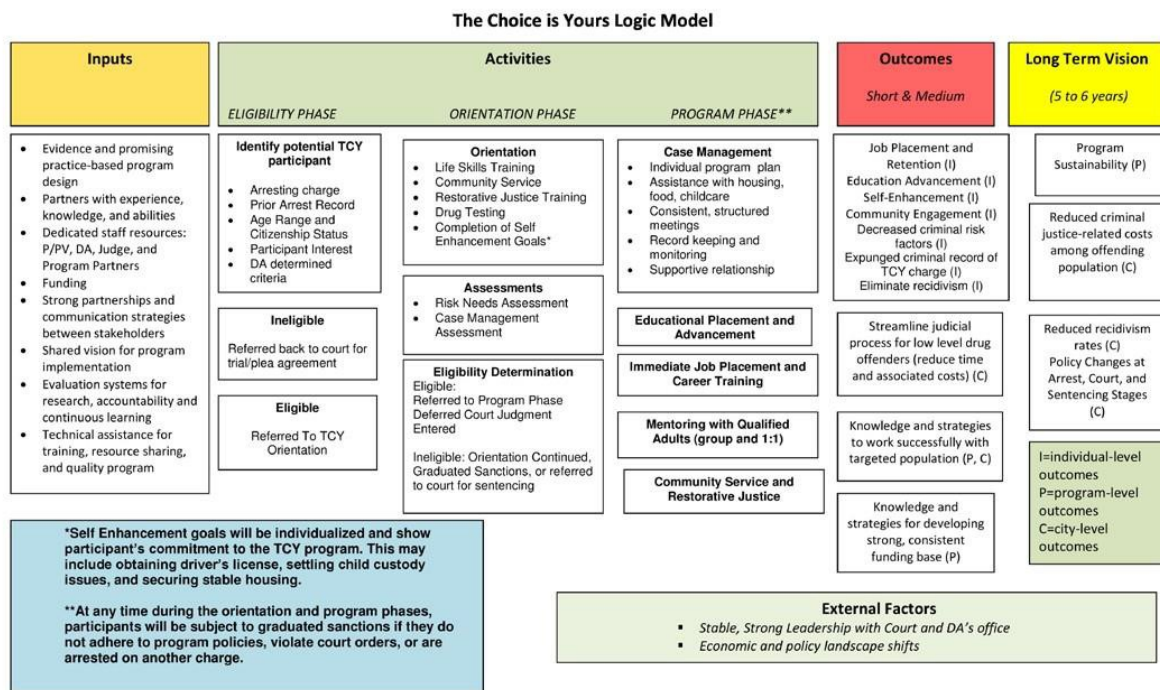 The Choice is Yours Logic Model
Inputs
Activities
ELIGIBILITY PHASE
ORIENTATION PHASE
PROGRAM PHASE**
Outcomes
Short & Medium
Long Term Vision
(5 to 6 years)
• Evidence and promising
practice-based program
design
• Partners with experience,
knowledge, and abilities
• Dedicated staff resources:
P/PV, DA, Judge, and
Program Partners
• Funding
• Strong partnerships and
communication strategies
between stakeholders
• Shared vision for program
implementation
• Evaluation systems for
research, accountability and
continuous learning
• Technical assistance for
training, resource sharing,
and quality program
Identify potential TCY
participant
• Arresting charge
• Prior Arrest Record
• Age Range and
Citizenship Status
• Participant Interest
• DA determined
criteria
Ineligible
Referred back to court for
trial/plea agreement
Eligible
Referred To TCY
Orientation
Orientation
• Life Skills Training
• Community Service
• Restorative Justice Training
• Drug Testing
• Completion of Self
Enhancement Goals*
Assessments
• Risk Needs Assessment
• Case Management
Assessment
Eligibility Determination
Eligible:
Referred to Program Phase
Deferred Court Judgment
Entered
Ineligible: Orientation Continued,
Graduated Sanctions, or referred
to court for sentencing
Case Management
• Individual program plan
• Assistance with housing,
food, childcare
• Consistent, structured
meetings
• Record keeping and
monitoring
• Supportive relationship
Educational Placement and
Advancement
Immediate Job Placement and
Career Training
Mentoring with Qualified
Adults (group and 1:1)
Community Service and
Restorative Justice
Job Placement and
Retention (I)
Education Advancement (I)
Self-Enhancement (I)
Community Engagement (I)
Decreased criminal risk
factors (I)
Expunged criminal record of
TCY charge (I)
Eliminate recidivism (I)
Streamline judicial
process for low level drug
offenders (reduce time
and associated costs) (C)
Knowledge and strategies
to work successfully with
targeted population (P, C)
Knowledge and
strategies for developing
strong, consistent
funding base (P)
Program
Sustainability (P)
Reduced criminal
justice-related costs
among offending
population (C)
Reduced recidivism
rates (C)
Policy Changes at
Arrest, Court, and
Sentencing Stages
(C)
I=individual-level
outcomes
P=program-level
outcomes
C=city-level
outcomes
*Self Enhancement goals will be individualized and show
participant's commitment to the TCY program. This may
include obtaining driver's license, settling child custody
issues, and securing stable housing.
**At any time during the orientation and program phases,
participants will be subject to graduated sanctions if they do
not adhere to program policies, violate court orders, or are
arrested on another charge.
External Factors
▪ Stable, Strong Leadership with Court and DA's office
▪ Economic and policy landscape shifts